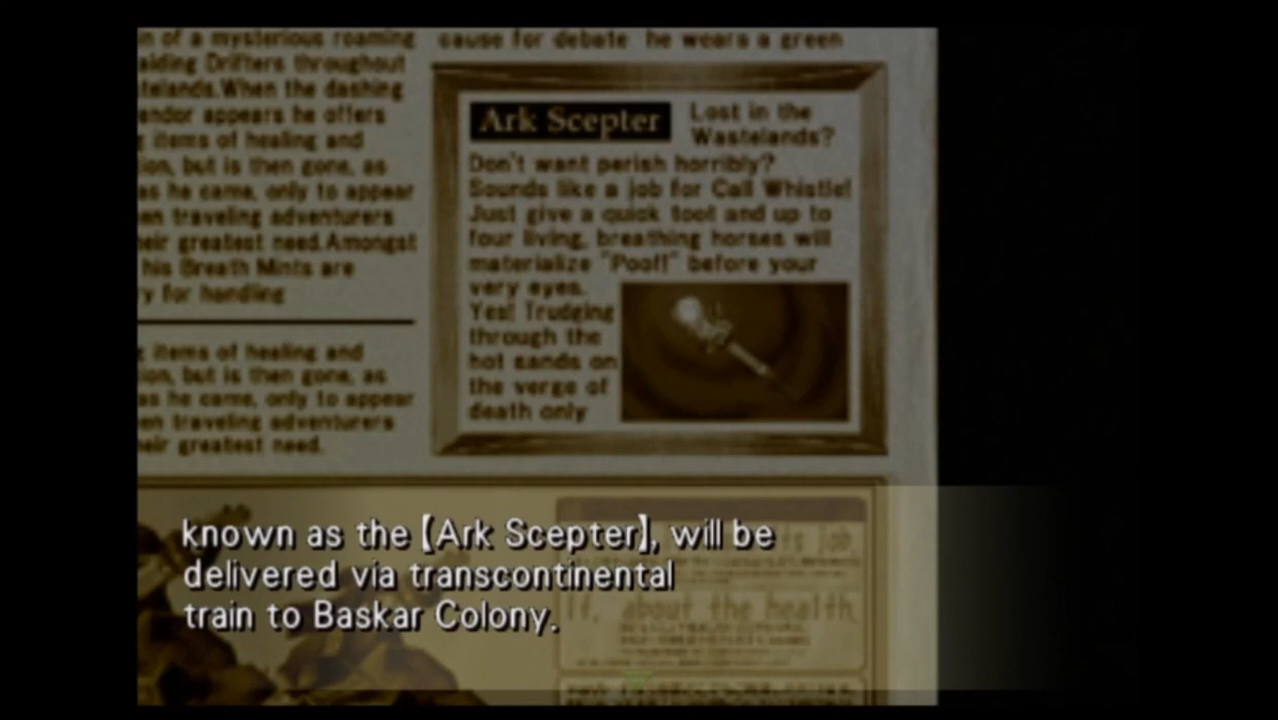 n of a mysterious roaming
aiding Drifters throughout
telands.When the dashing
endor appears he offers
g items of healing and
ion, but is then gone, as
as he came, only to appear
en traveling adventurers
heir greatest need.Amongst
his Breath Mints are
y for handling
g items of healing and
ion, but is then gone, as
as he came, only to appear
en traveling adventurers
heir greatest need.
cause for debate he wears a green
Ark Scepter
Lost in the
Wastelands?
Don't want perish horribly?
Sounds like a job for Call Whistle!
Just give a quick toot and up to
four living, breathing horses will
materialize "Poof!" before your
very eyes.
Yes! Trudging
through the
hot sands on
the verge of
death only
job
about the health
known as the【Ark Scepter】, will be
delivered via transcontinental
train to Baskar Colony.